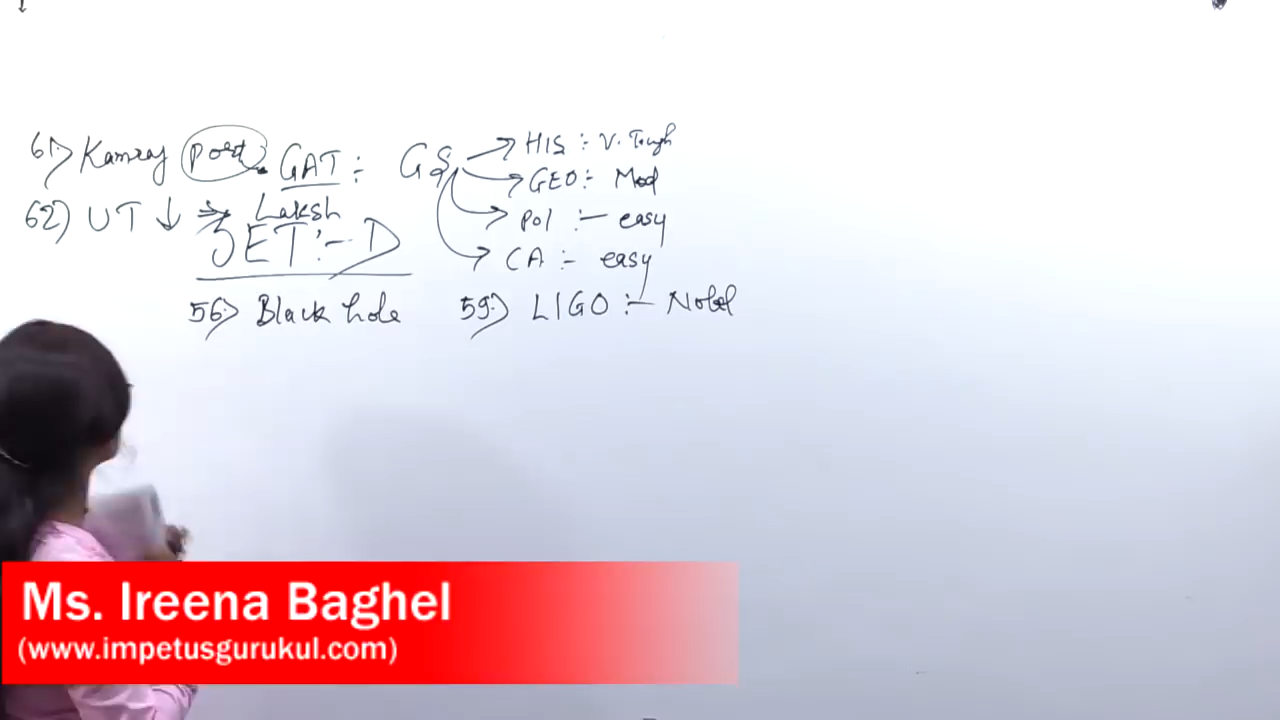 61) Kamraj port. GAT :- GS → HIS :- V. Tough
→ GEO :- Mod
62) UT ↓ → Laksh → Pol :- easy
SET :- D → CA :- easy
56) Black hole 59) LIGO :- Nobel
Ms. Ireena Baghel
(www.impetusgurukul.com)